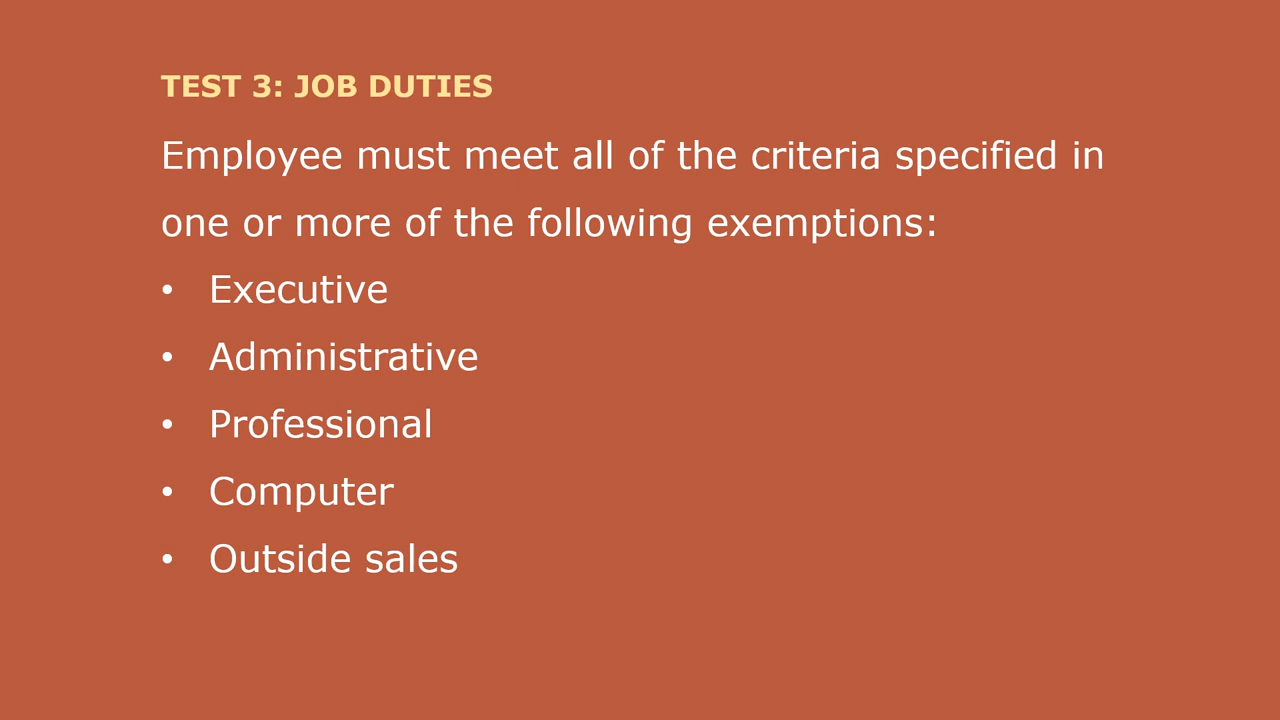 TEST 3: JOB DUTIES
Employee must meet all of the criteria specified in
one or more of the following exemptions:
• Executive
• Administrative
• Professional
• Computer
• Outside sales